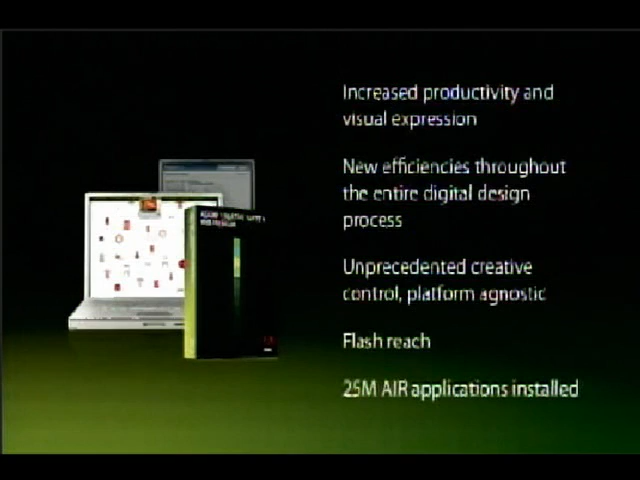 Increased productivity and
visual expression
New efficiencies throughout
the entire digital design
process
Unprecedented creative
control, platform agnostic
Flash reach
25M AIR applications installed